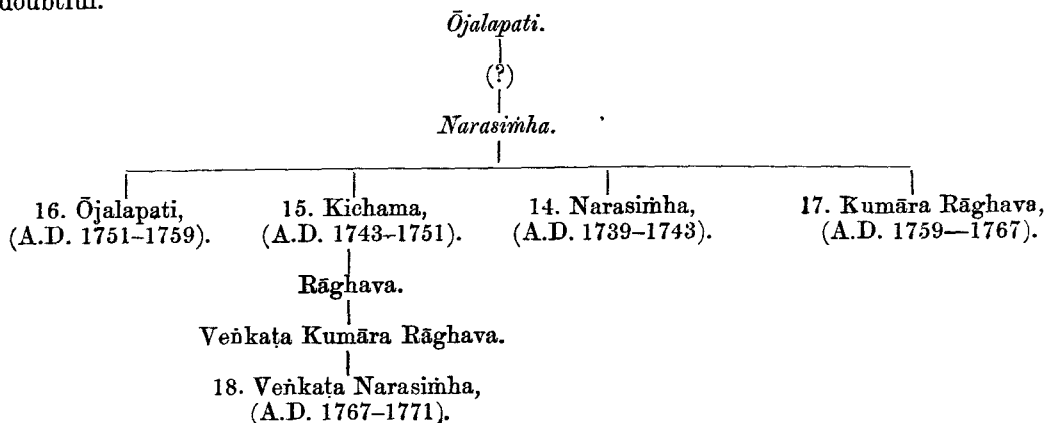 doubtful.
Ōjalapati.
(?)
Narasiṁha.
16. Ōjalapati, 15. Kichama, 14. Narasiṁha, 17. Kumāra Rāghava,
(A.D. 1751–1759). (A.D. 1743–1751). (A.D. 1739–1743). (A.D. 1759—1767).
Rāghava.
Veṅkaṭa Kumāra Rāghava.
18. Veṅkaṭa Narasiṁha,
(A.D. 1767–1771).